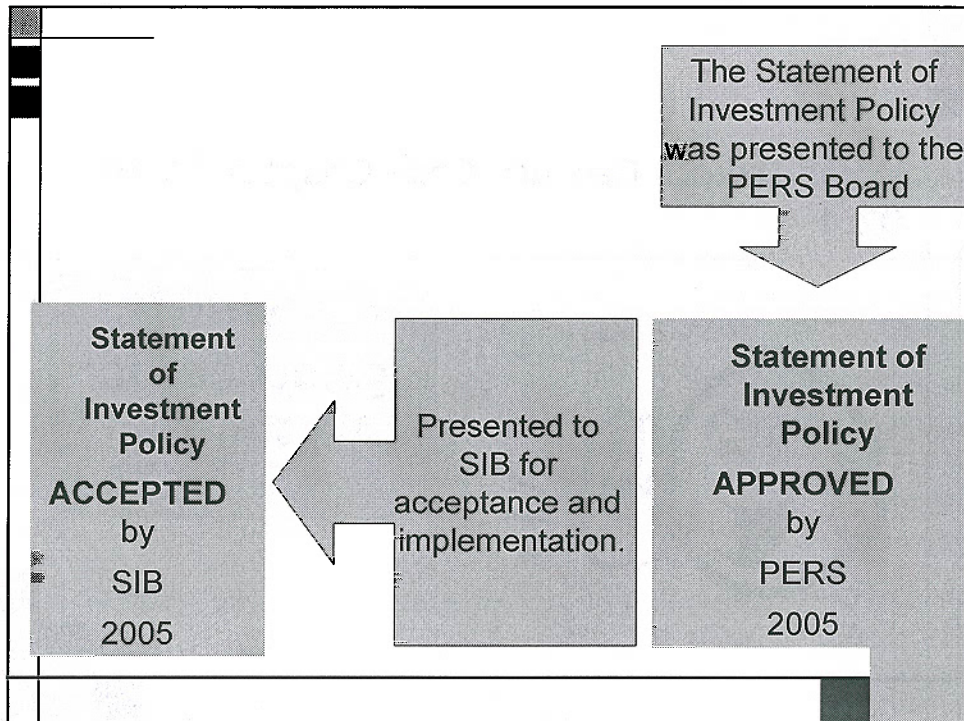 The Statement of
Investment Policy
was presented to the
PERS Board
Statement of
Investment
Policy
APPROVED
by
PERS
2005
Presented to
SIB for
acceptance and
implementation.
Statement
of
Investment
Policy
ACCEPTED
by
SIB
2005